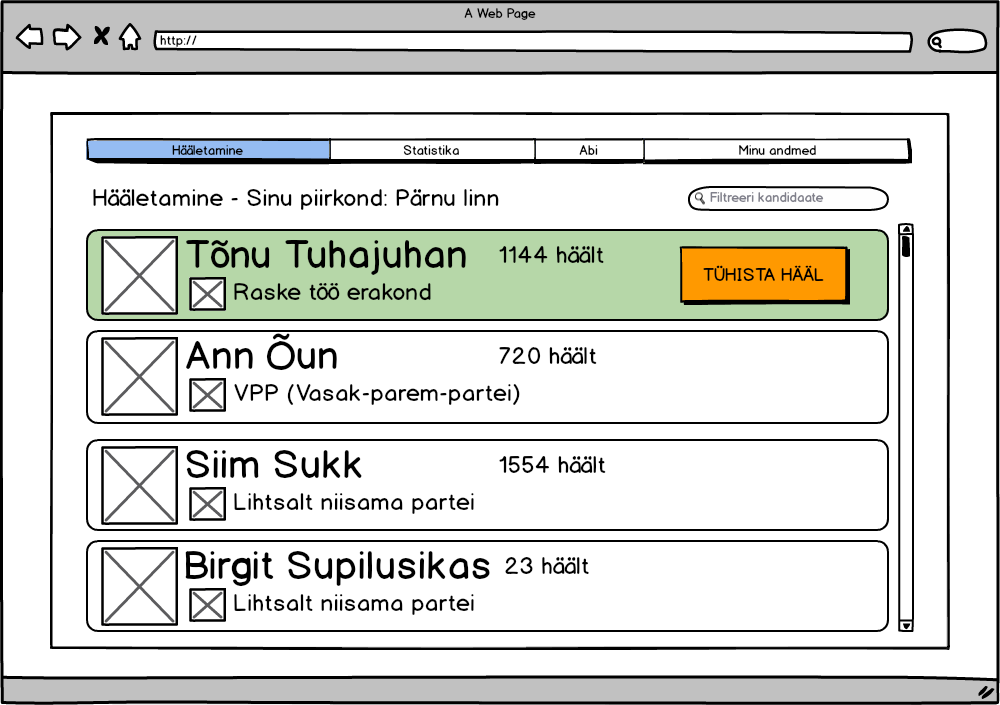 A Web Page
http://
Hääletamine Statistika Abi Minu andmed
Hääletamine - Sinu piirkond: Pärnu linn
Filtreeri kandidaate
Tõnu Tuhajuhan 1144 häält
TÜHISTA HÄÄL
Raske töö erakond
Ann Õun 720 häält
VPP (Vasak-parem-partei)
Siim Sukk 1554 häält
Lihtsalt niisama partei
Birgit Supilusikas 23 häält
Lihtsalt niisama partei